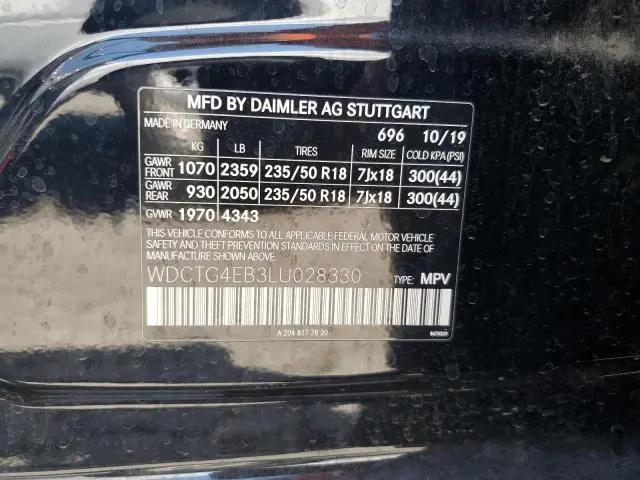 MFD BY DAIMLER AG STUTTGART
MADE IN GERMANY 696 10/19
KG LB TIRES RIM SIZE COLD KPA(PSI)
GAWR FRONT 1070 2359 235/50 R18 7Jx18 300(44)
GAWR REAR 930 2050 235/50 R18 7Jx18 300(44)
GVWR 1970 4343
THIS VEHICLE CONFORMS TO ALL APPLICABLE FEDERAL MOTOR VEHICLE
SAFETY AND THEFT PREVENTION STANDARDS IN EFFECT ON THE DATE OF
MANUFACTURE SHOWN ABOVE.
WDCTG4EB3LU028330 TYPE: MPV
A 204 817 78 20